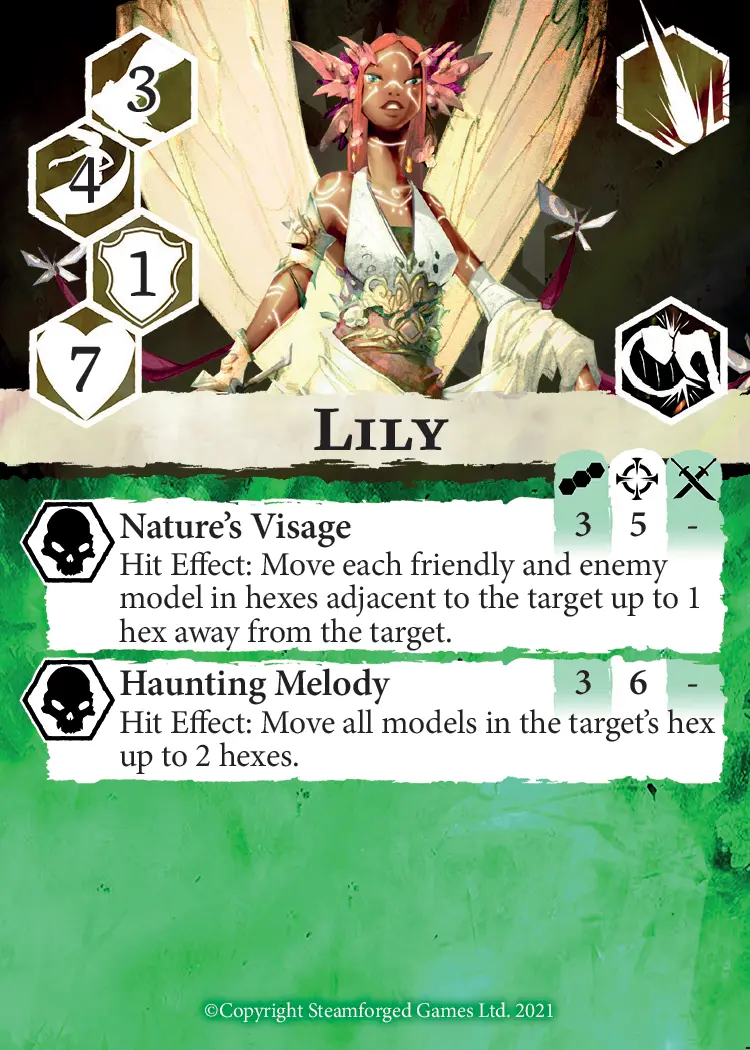 3
4
1
7
Lily
Nature's Visage 3 5 -
Hit Effect: Move each friendly and enemy
model in hexes adjacent to the target up to 1
hex away from the target.
Haunting Melody 3 6 -
Hit Effect: Move all models in the target's hex
up to 2 hexes.
©Copyright Steamforged Games Ltd. 2021